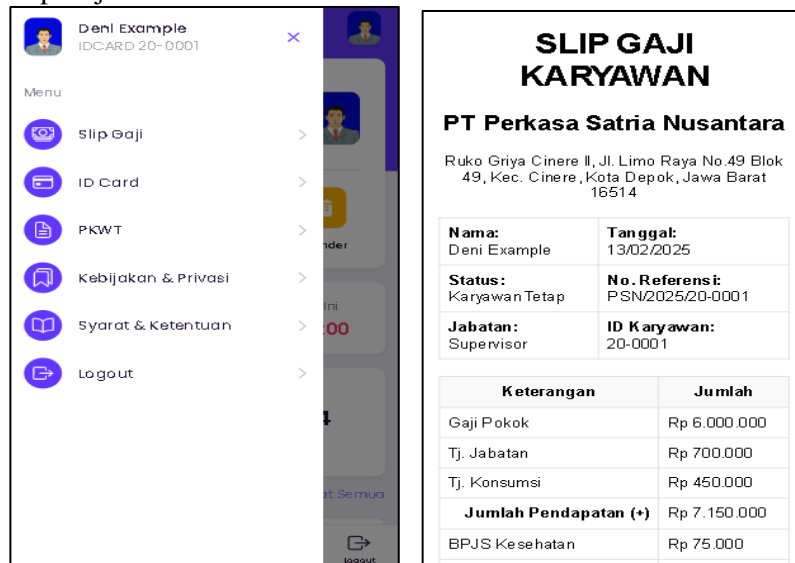 Deni Example
IDCARD 20-0001
Menu
Slip Gaji
ID Card
PKWT
Kebijakan & Privasi
Syarat & Ketentuan
Logout
:00
at Semua
logout
SLIP GAJI
KARYAWAN
PT Perkasa Satria Nusantara
Ruko Griya Cinere II, Jl. Limo Raya No.49 Blok
49, Kec. Cinere, Kota Depok, Jawa Barat
16514
Nama: Tanggal:
Deni Example 13/02/2025
Status: No. Referensi:
Karyawan Tetap PSN/2025/20-0001
Jabatan: ID Karyawan:
Supervisor 20-0001
Keterangan Jumlah
Gaji Pokok Rp 6.000.000
Tj. Jabatan Rp 700.000
Tj. Konsumsi Rp 450.000
Jumlah Pendapatan (+) Rp 7.150.000
BPJS Kesehatan Rp 75.000